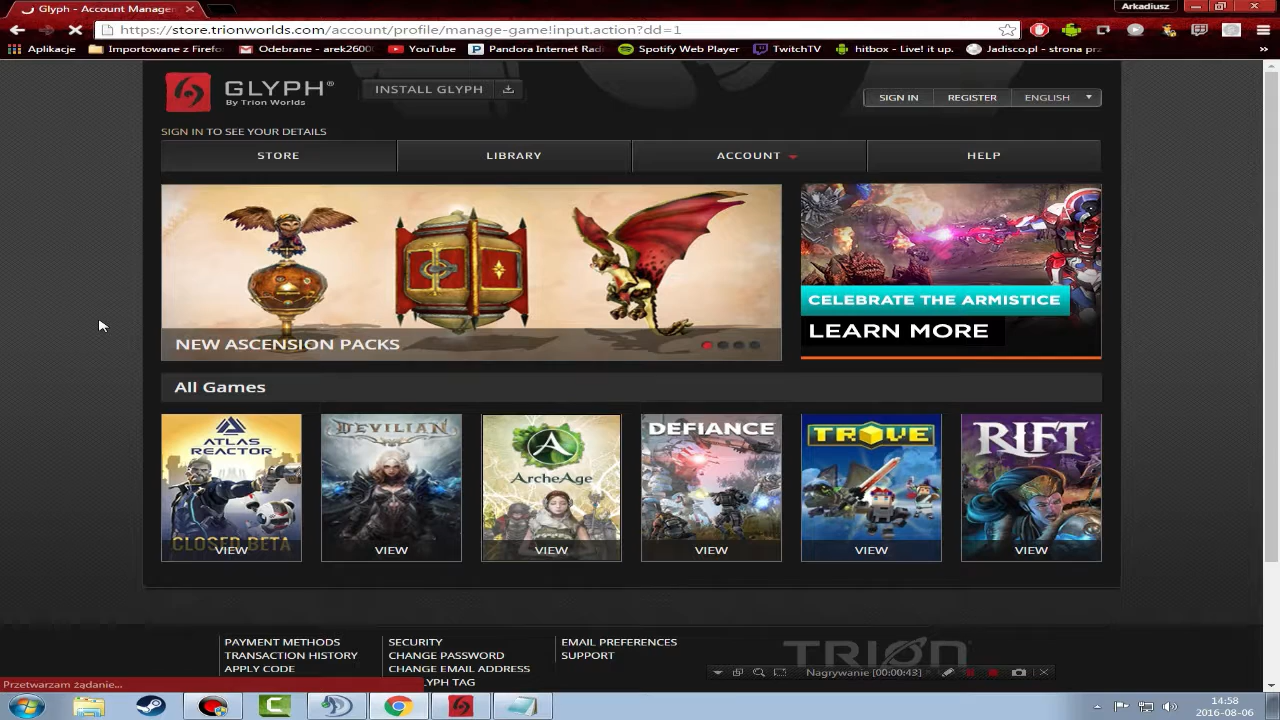 Glyph - Account Manager
Arkadiusz
https://store.trionworlds.com/account/profile/manage-game!input.action?dd=1
Aplikacje
Importowane z Firefo
Odebrane - arek2600
YouTube
Pandora Internet Radi
Spotify Web Player
TwitchTV
hitbox - Live! it up.
Jadisco.pl - strona prz
»
GLYPH®
By Trion Worlds
INSTALL GLYPH
SIGN IN
REGISTER
ENGLISH
SIGN IN TO SEE YOUR DETAILS
STORE
LIBRARY
ACCOUNT
HELP
NEW ASCENSION PACKS
CELEBRATE THE ARMISTICE
LEARN MORE
All Games
ATLAS
REACTOR
CLOSED BETA
VIEW
DEVILIAN
VIEW
ArcheAge
VIEW
DEFIANCE
VIEW
TROVE
VIEW
RIFT
VIEW
PAYMENT METHODS
TRANSACTION HISTORY
APPLY CODE
SECURITY
CHANGE PASSWORD
CHANGE EMAIL ADDRESS
LYPH TAG
EMAIL PREFERENCES
SUPPORT
TRION
Nagrywanie [00:00:43]
Przetwarzam żądanie...
14:58
2016-08-06